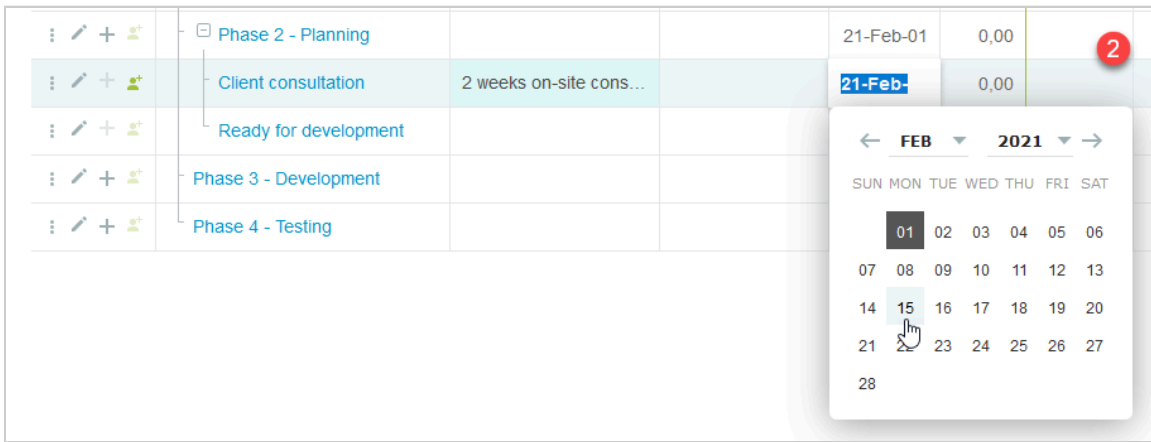 Phase 2 - Planning 21-Feb-01 0,00
2
Client consultation 2 weeks on-site cons... 21-Feb- 0,00
Ready for development
FEB 2021
SUN MON TUE WED THU FRI SAT
Phase 3 - Development
01 02 03 04 05 06
Phase 4 - Testing
07 08 09 10 11 12 13
14 15 16 17 18 19 20
21 22 23 24 25 26 27
28